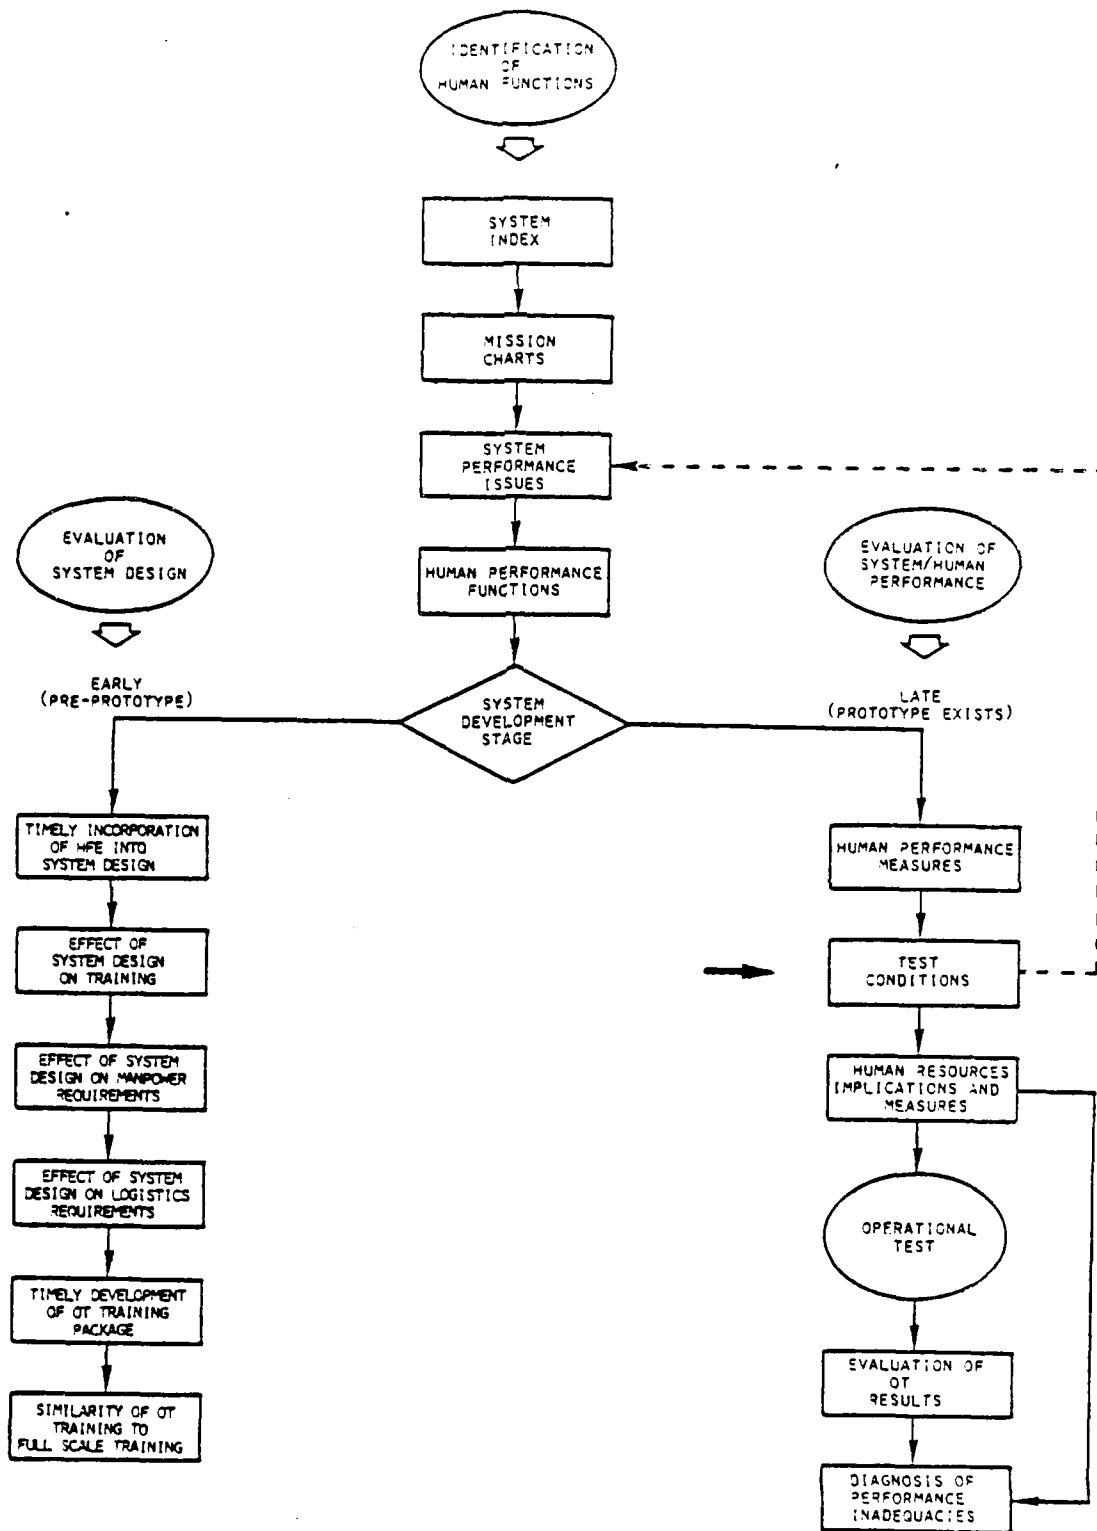 IDENTIFICATION
OF
HUMAN FUNCTIONS
SYSTEM
INDEX
MISSION
CHARTS
SYSTEM
PERFORMANCE
ISSUES
HUMAN PERFORMANCE
FUNCTIONS
EVALUATION
OF
SYSTEM DESIGN
EVALUATION OF
SYSTEM/HUMAN
PERFORMANCE
EARLY
(PRE-PROTOTYPE)
SYSTEM
DEVELOPMENT
STAGE
LATE
(PROTOTYPE EXISTS)
TIMELY INCORPORATION
OF HFE INTO
SYSTEM DESIGN
EFFECT OF
SYSTEM DESIGN
ON TRAINING
EFFECT OF SYSTEM
DESIGN ON MANPOWER
REQUIREMENTS
EFFECT OF SYSTEM
DESIGN ON LOGISTICS
REQUIREMENTS
TIMELY DEVELOPMENT
OF OT TRAINING
PACKAGE
SIMILARITY OF OT
TRAINING TO
FULL SCALE TRAINING
HUMAN PERFORMANCE
MEASURES
TEST
CONDITIONS
HUMAN RESOURCES
IMPLICATIONS AND
MEASURES
OPERATIONAL
TEST
EVALUATION OF
OT
RESULTS
DIAGNOSIS OF
PERFORMANCE
INADEQUACIES